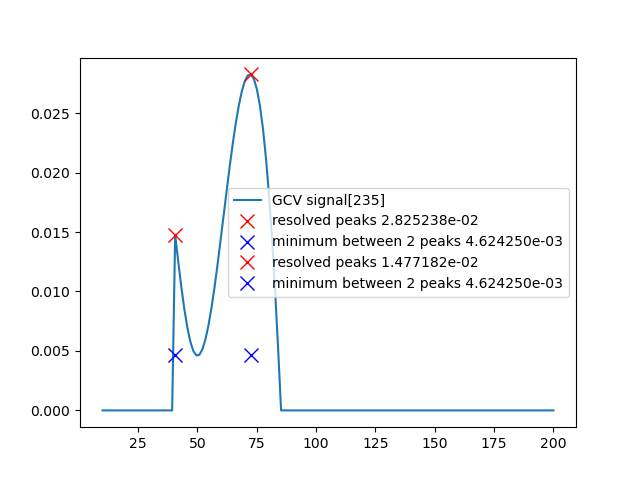 0.025
0.020
0.015
0.010
0.005
0.000
GCV signal[235]
resolved peaks 2.825238e-02
minimum between 2 peaks 4.624250e-03
resolved peaks 1.477182e-02
minimum between 2 peaks 4.624250e-03
25 50 75 100 125 150 175 200